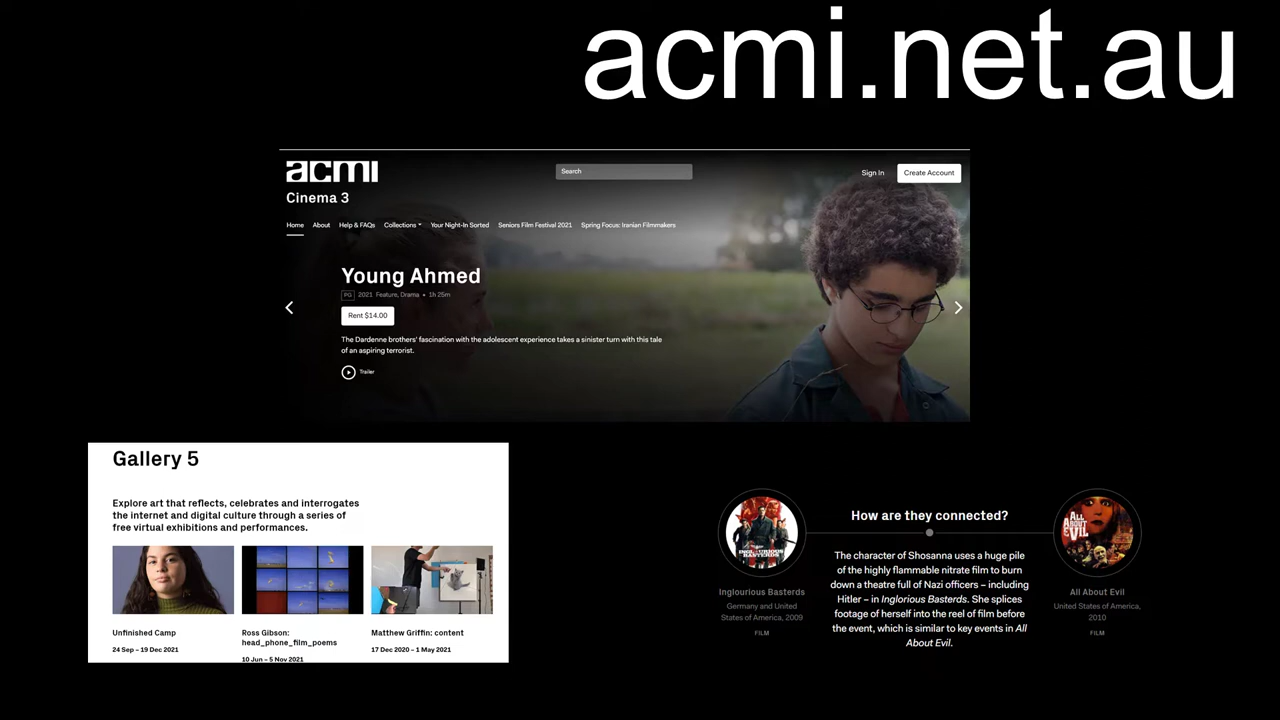 acmi.net.au
acmi
Search
Sign In
Create Account
Cinema 3
Home
About
Help & FAQs
Collections
Your Night-In Sorted
Seniors Film Festival 2021
Spring Focus: Iranian Filmmakers
Young Ahmed
PG 2021 Feature, Drama • 1h 25m
Rent $14.00
The Dardenne brothers' fascination with the adolescent experience takes a sinister turn with this tale
of an aspiring terrorist.
Trailer
Gallery 5
Explore art that reflects, celebrates and interrogates
the internet and digital culture through a series of
free virtual exhibitions and performances.
Unfinished Camp
24 Sep – 19 Dec 2021
Ross Gibson:
head_phone_film_poems
10 Jun – 5 Nov 2021
Matthew Griffin: content
17 Dec 2020 – 1 May 2021
INGLOURIOUS
BASTERDS
Inglourious Basterds
Germany and United
States of America, 2009
FILM
How are they connected?
The character of Shosanna uses a huge pile
of the highly flammable nitrate film to burn
down a theatre full of Nazi officers – including
Hitler – in Inglorious Basterds. She splices
footage of herself into the reel of film before
the event, which is similar to key events in All
About Evil.
ALL
ABOUT
EVIL
All About Evil
United States of America,
2010
FILM